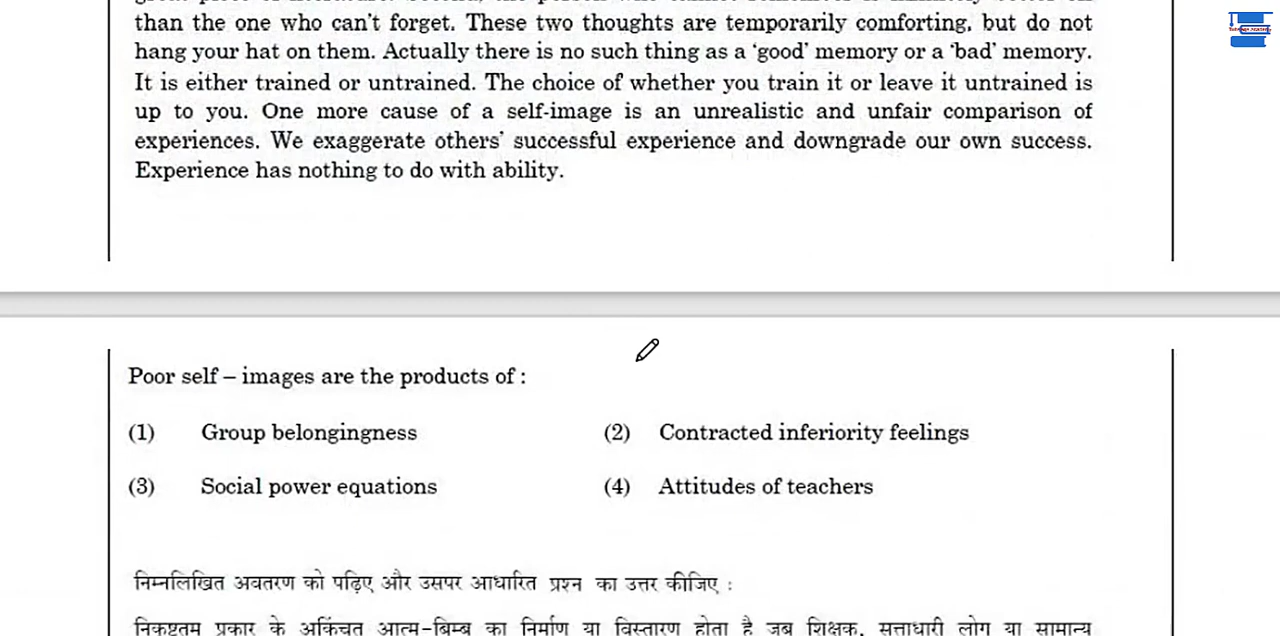 than the one who can't forget. These two thoughts are temporarily comforting, but do not
hang your hat on them. Actually there is no such thing as a 'good' memory or a 'bad' memory.
It is either trained or untrained. The choice of whether you train it or leave it untrained is
up to you. One more cause of a self-image is an unrealistic and unfair comparison of
experiences. We exaggerate others' successful experience and downgrade our own success.
Experience has nothing to do with ability.
Poor self – images are the products of :
(1) Group belongingness (2) Contracted inferiority feelings
(3) Social power equations (4) Attitudes of teachers
निम्नलिखित अवतरण को पढ़िए और उसपर आधारित प्रश्न का उत्तर कीजिए :
निकृष्टतम प्रकार के अकिंचत आत्म-बिम्ब का निर्माण या विस्तारण होता है जब शिक्षक, सत्ताधारी लोग या सामान्य